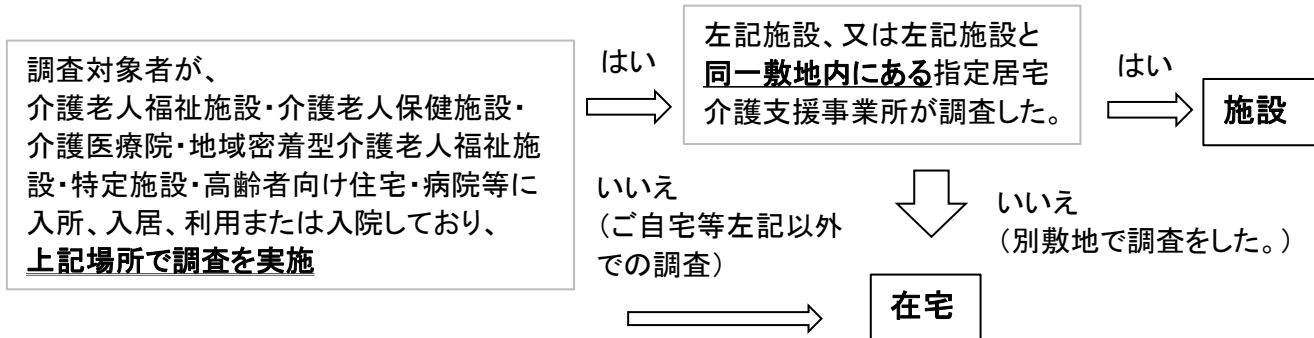 調査対象者が、
介護老人福祉施設・介護老人保健施設・
介護医療院・地域密着型介護老人福祉施
設・特定施設・高齢者向け住宅・病院等に
入所、入居、利用または入院しており、
上記場所で調査を実施
はい
左記施設、又は左記施設と
同一敷地内にある指定居宅
介護支援事業所が調査した。
はい
施設
いいえ
（ご自宅等左記以外
での調査）
いいえ
（別敷地で調査をした。）
在宅